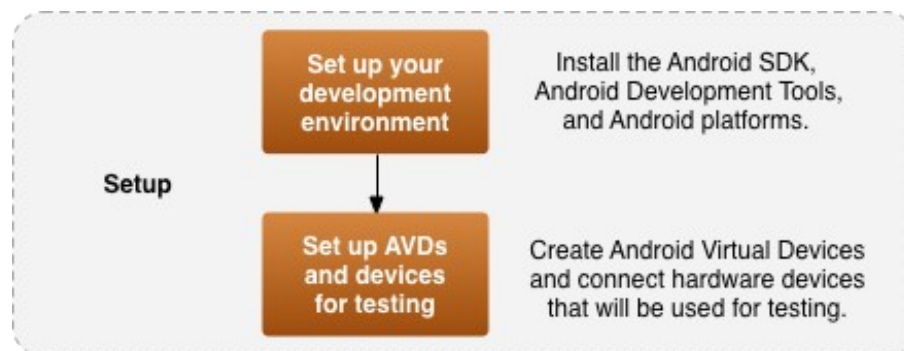 Set up your
development
environment
Install the Android SDK,
Android Development Tools,
and Android platforms.
Setup
Set up AVDs
and devices
for testing
Create Android Virtual Devices
and connect hardware devices
that will be used for testing.